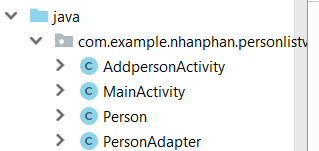 java
com.example.nhanphan.personlistv
C AddpersonActivity
C MainActivity
C Person
C PersonAdapter